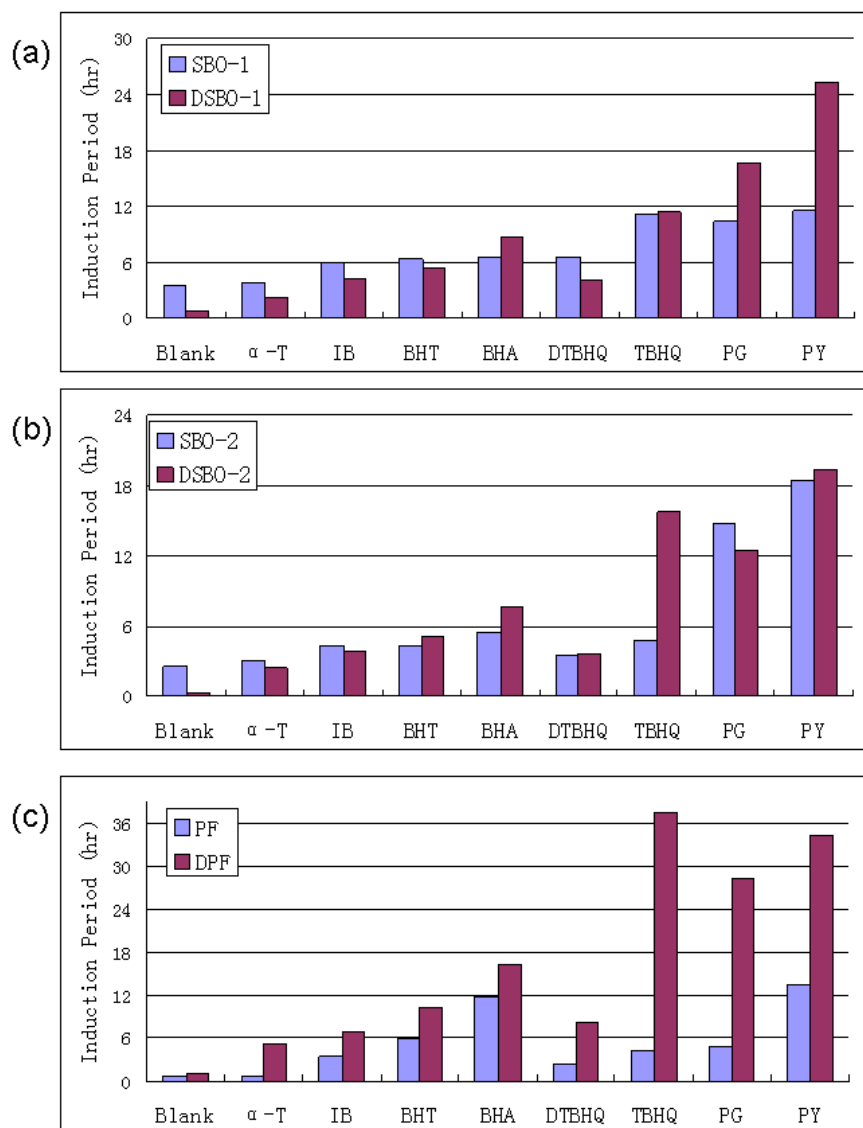 (a)
Induction Period (hr)
30
24
18
12
6
0
SBO-1
DSBO-1
Blank α-T IB BHT BHA DTBHQ TBHQ PG PY
(b)
Induction Period (hr)
24
18
12
6
0
SBO-2
DSBO-2
Blank α-T IB BHT BHA DTBHQ TBHQ PG PY
(c)
Induction Period (hr)
36
30
24
18
12
6
0
PF
DPF
Blank α-T IB BHT BHA DTBHQ TBHQ PG PY